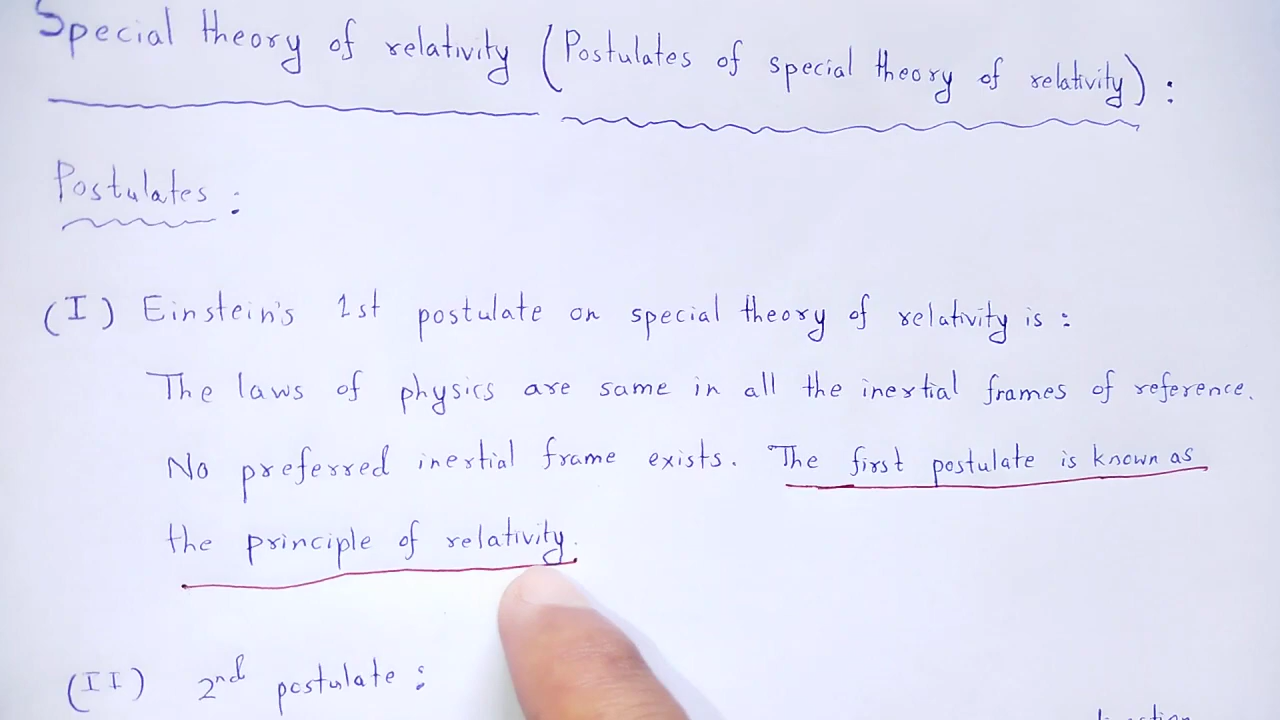 Special theory of relativity (Postulates of special theory of relativity) :
Postulates :
(I) Einstein's 1st postulate on special theory of relativity is :
The laws of physics are same in all the inertial frames of reference.
No preferred inertial frame exists. The first postulate is known as
the principle of relativity.
(II) 2nd postulate :